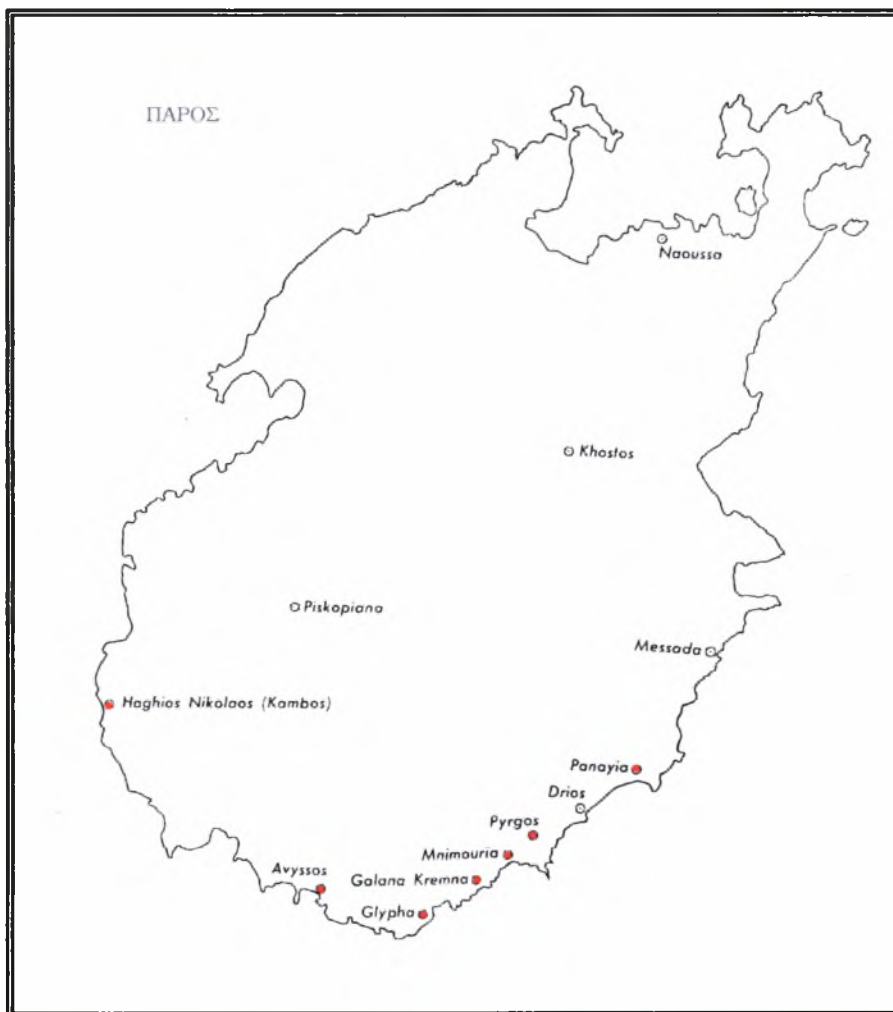 ΠΑΡΟΣ
Naoussa
Khostos
Piskopiana
Messada
Haghios Nikolaos (Kambos)
Panayia
Drios
Pyrgos
Mnimouria
Avyssos
Galana Kremna
Glypha